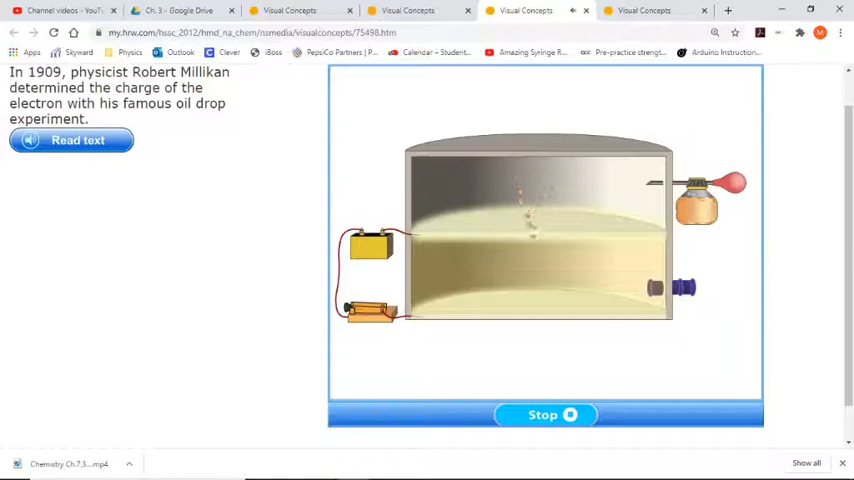 Channel videos - YouT
Ch. 3 - Google Drive
Visual Concepts
Visual Concepts
Visual Concepts
Visual Concepts
my.hrw.com/hssc_2012/hmd_na_chem/nsmedia/visualconcepts/75498.htm
M
Apps
Skyward
Physics
Outlook
Clever
iBoss
PepsiCo Partners | P...
Calendar – Student...
Amazing Syringe R...
Pre-practice strengt...
Arduino Instruction...
In 1909, physicist Robert Millikan
determined the charge of the
electron with his famous oil drop
experiment.
Read text
Stop
Chemistry Ch.7.3....mp4
Show all